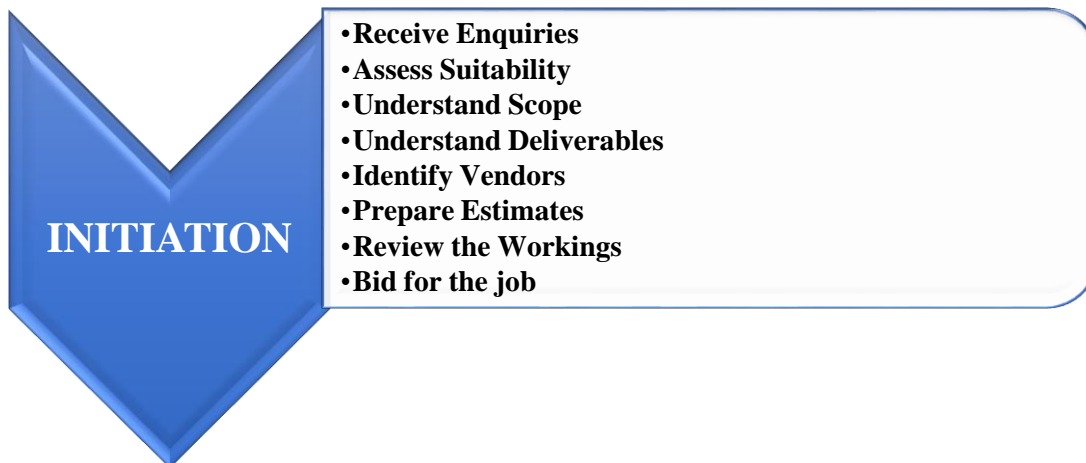 INITIATION
•Receive Enquiries
•Assess Suitability
•Understand Scope
•Understand Deliverables
•Identify Vendors
•Prepare Estimates
•Review the Workings
•Bid for the job